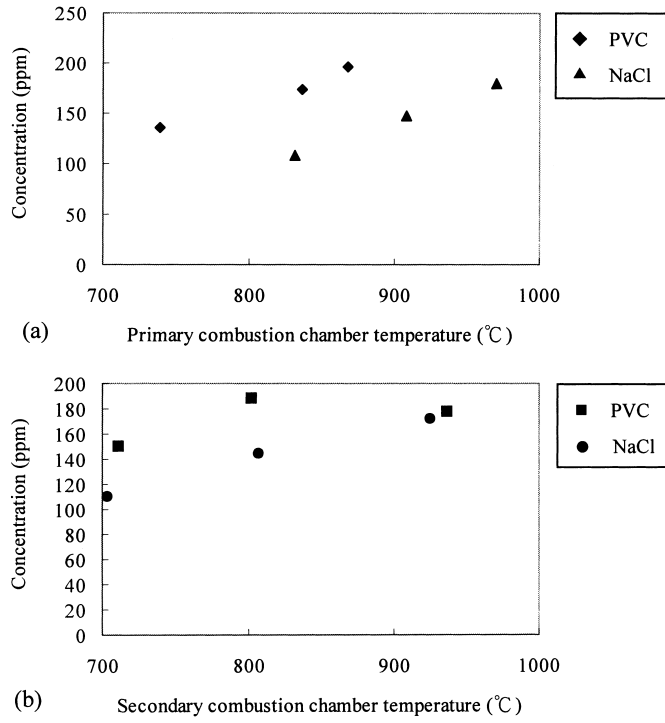 250
200
150
100
50
0
Concentration (ppm)
700 800 900 1000
(a) Primary combustion chamber temperature (℃)
PVC
NaCl
200
180
160
140
120
100
80
60
40
20
0
Concentration (ppm)
700 800 900 1000
(b) Secondary combustion chamber temperature (℃)
PVC
NaCl